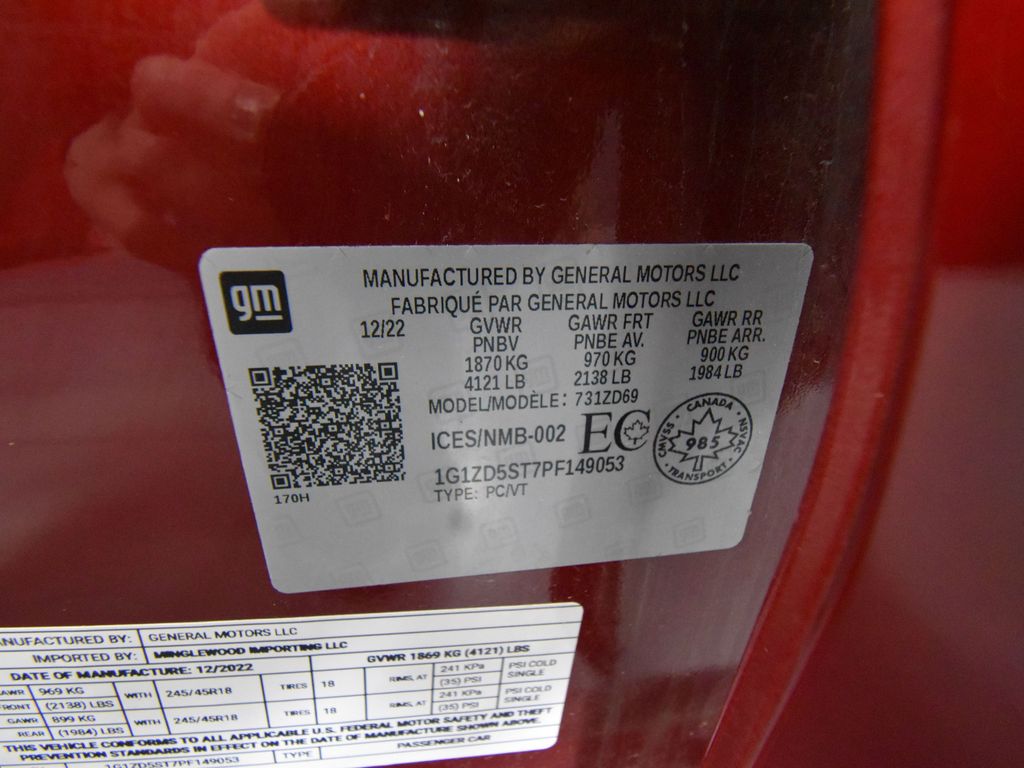 gm
MANUFACTURED BY GENERAL MOTORS LLC
FABRIQUÉ PAR GENERAL MOTORS LLC
12/22 GVWR GAWR FRT GAWR RR
PNBV PNBE AV. PNBE ARR.
1870 KG 970 KG 900 KG
4121 LB 2138 LB 1984 LB
MODEL/MODÈLE: 731ZD69
ICES/NMB-002 EC
CANADA
CMVSS 985 NSVAC
TRANSPORT
1G1ZD5ST7PF149053
TYPE: PC/VT
170H
ANUFACTURED BY: GENERAL MOTORS LLC
IMPORTED BY: MINGLEWOOD IMPORTING LLC
DATE OF MANUFACTURE: 12/2022 GVWR 1869 KG (4121) LBS
GAWR 969 KG WITH 245/45R18 TIRES 18 RIMS, AT 241 KPa PSI COLD
FRONT (2138) LBS (35) PSI SINGLE
GAWR 899 KG WITH 245/45R18 TIRES 18 RIMS, AT 241 KPa PSI COLD
REAR (1984) LBS (35) PSI SINGLE
THIS VEHICLE CONFORMS TO ALL APPLICABLE U.S. FEDERAL MOTOR SAFETY AND THEFT
PREVENTION STANDARDS IN EFFECT ON THE DATE OF MANUFACTURE SHOWN ABOVE.
1G1ZD5ST7PF149053 TYPE PASSENGER CAR